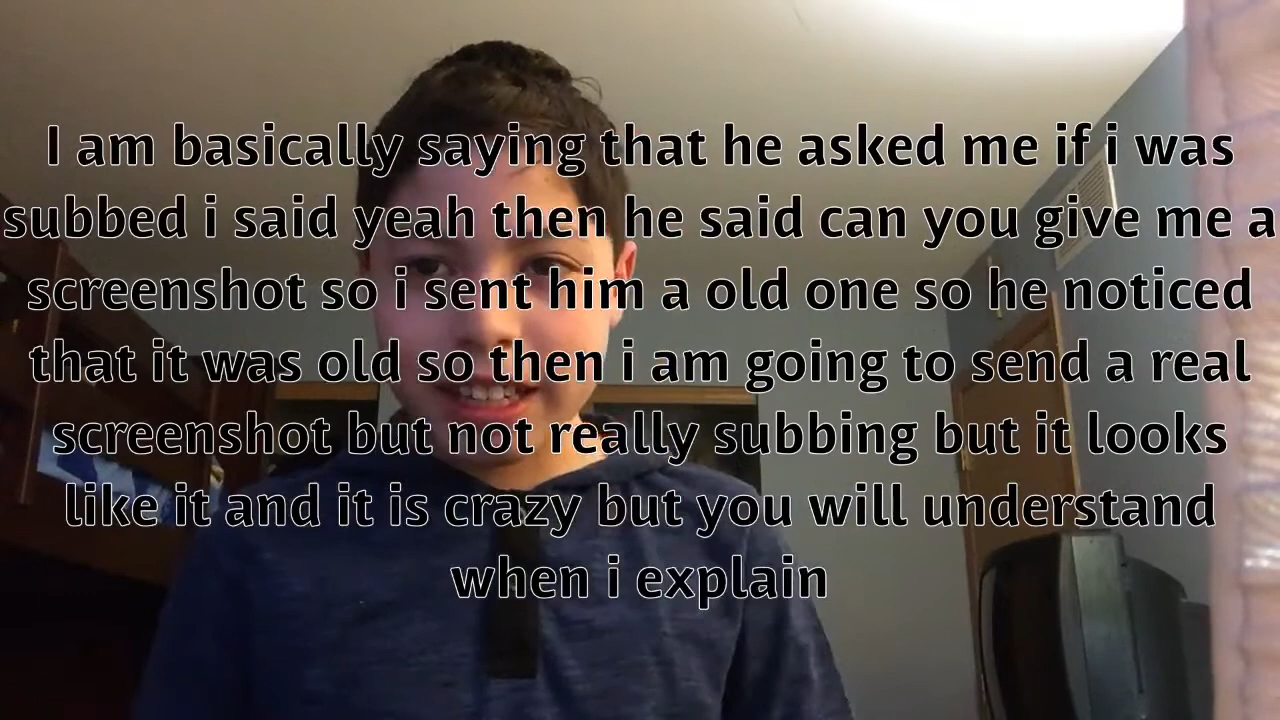 I am basically saying that he asked me if i was
subbed i said yeah then he said can you give me a
screenshot so i sent him a old one so he noticed
that it was old so then i am going to send a real
screenshot but not really subbing but it looks
like it and it is crazy but you will understand
when i explain